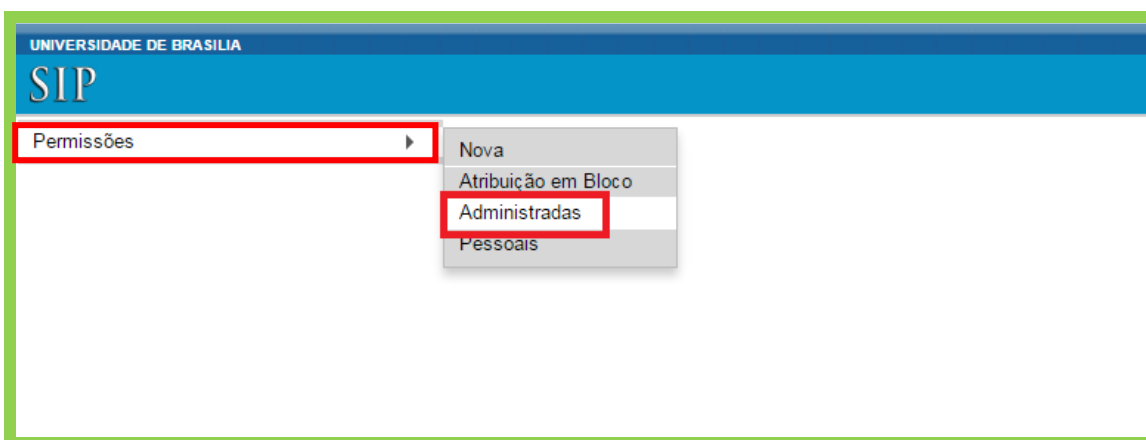 UNIVERSIDADE DE BRASILIA
SIP
Permissões
Nova
Atribuição em Bloco
Administradas
Pessoais